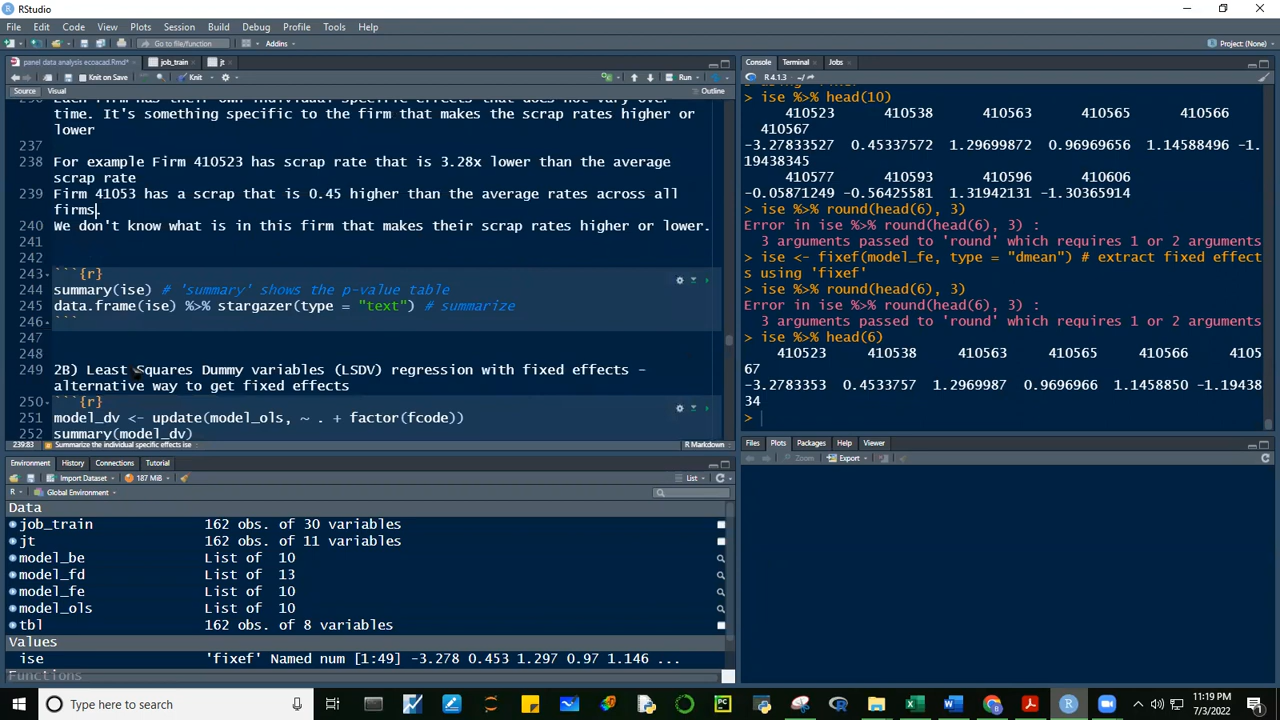 RStudio
File Edit Code View Plots Session Build Debug Profile Tools Help
Go to file/function Addins Project: (None)
panel data analysis ecoacad.Rmd* job_train jt
Knit on Save Knit Run
Source Visual Outline
time. It's something specific to the firm that makes the scrap rates higher or
lower
237
238 For example Firm 410523 has scrap rate that is 3.28x lower than the average
scrap rate
239 Firm 41053 has a scrap that is 0.45 higher than the average rates across all
firms.
240 We don't know what is in this firm that makes their scrap rates higher or lower.
241
242
243 ```{r}
244 summary(ise) # 'summary' shows the p-value table
245 data.frame(ise) %>% stargazer(type = "text") # summarize
246 ```
247
248
249 2B) Least Squares Dummy variables (LSDV) regression with fixed effects -
alternative way to get fixed effects
250 ```{r}
251 model_dv <- update(model_ols, ~ . + factor(fcode))
252 summary(model_dv)
239:83 Summarize the individual specific effects ise R Markdown
Environment History Connections Tutorial
Import Dataset 187 MiB List
R Global Environment
Data
job_train 162 obs. of 30 variables
jt 162 obs. of 11 variables
model_be List of 10
model_fd List of 13
model_fe List of 10
model_ols List of 10
tbl 162 obs. of 8 variables
Values
ise 'fixef' Named num [1:49] -3.278 0.453 1.297 0.97 1.146 ...
Functions
Console Terminal Jobs
R 4.1.3 · ~/
> ise %>% head(10)
410523 410538 410563 410565 410566
410567
-3.27833527 0.45337572 1.29699872 0.96969656 1.14588496 -1.
19438345
410577 410593 410596 410606
-0.05871249 -0.56425581 1.31942131 -1.30365914
> ise %>% round(head(6), 3)
Error in ise %>% round(head(6), 3) :
3 arguments passed to 'round' which requires 1 or 2 arguments
> ise <- fixef(model_fe, type = "dmean") # extract fixed effect
s using 'fixef'
> ise %>% round(head(6), 3)
Error in ise %>% round(head(6), 3) :
3 arguments passed to 'round' which requires 1 or 2 arguments
> ise %>% head(6)
410523 410538 410563 410565 410566 4105
67
-3.2783353 0.4533757 1.2969987 0.9696966 1.1458850 -1.19438
34
>
Files Plots Packages Help Viewer
Zoom Export
Type here to search
11:19 PM
7/3/2022